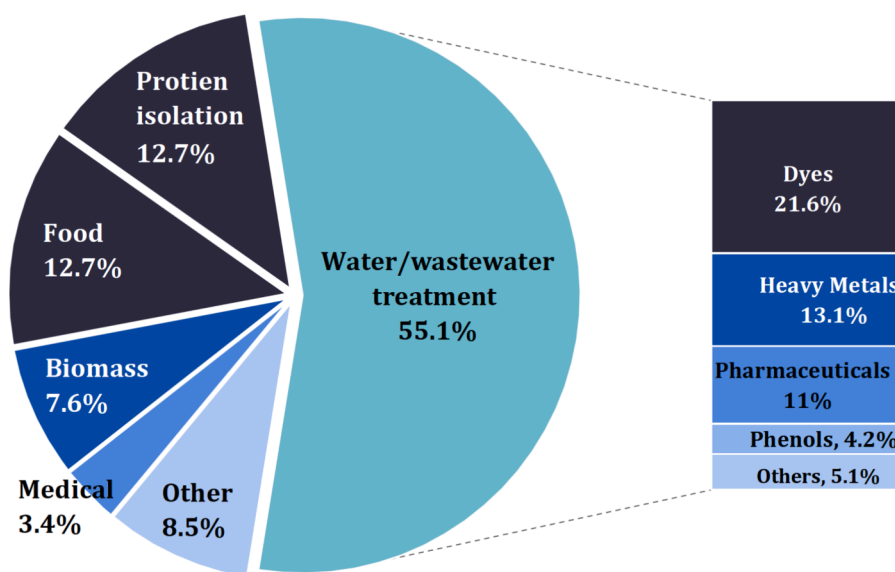 Protien
isolation
12.7%
Food
12.7%
Biomass
7.6%
Medical
3.4%
Other
8.5%
Water/wastewater
treatment
55.1%
Dyes
21.6%
Heavy Metals
13.1%
Pharmaceuticals
11%
Phenols, 4.2%
Others, 5.1%